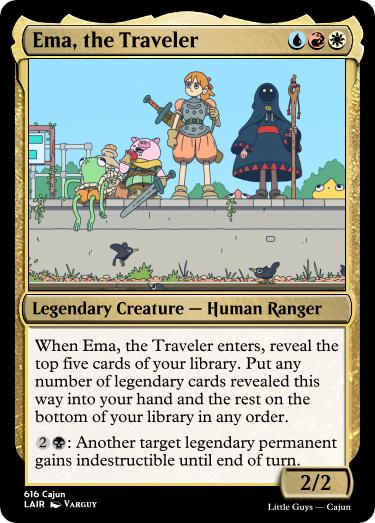 Ema, the Traveler
Legendary Creature — Human Ranger
When Ema, the Traveler enters, reveal the
top five cards of your library. Put any
number of legendary cards revealed this
way into your hand and the rest on the
bottom of your library in any order.
2: Another target legendary permanent
gains indestructible until end of turn.
2/2
616 Cajun
LAIR Varguy
Little Guys — Cajun